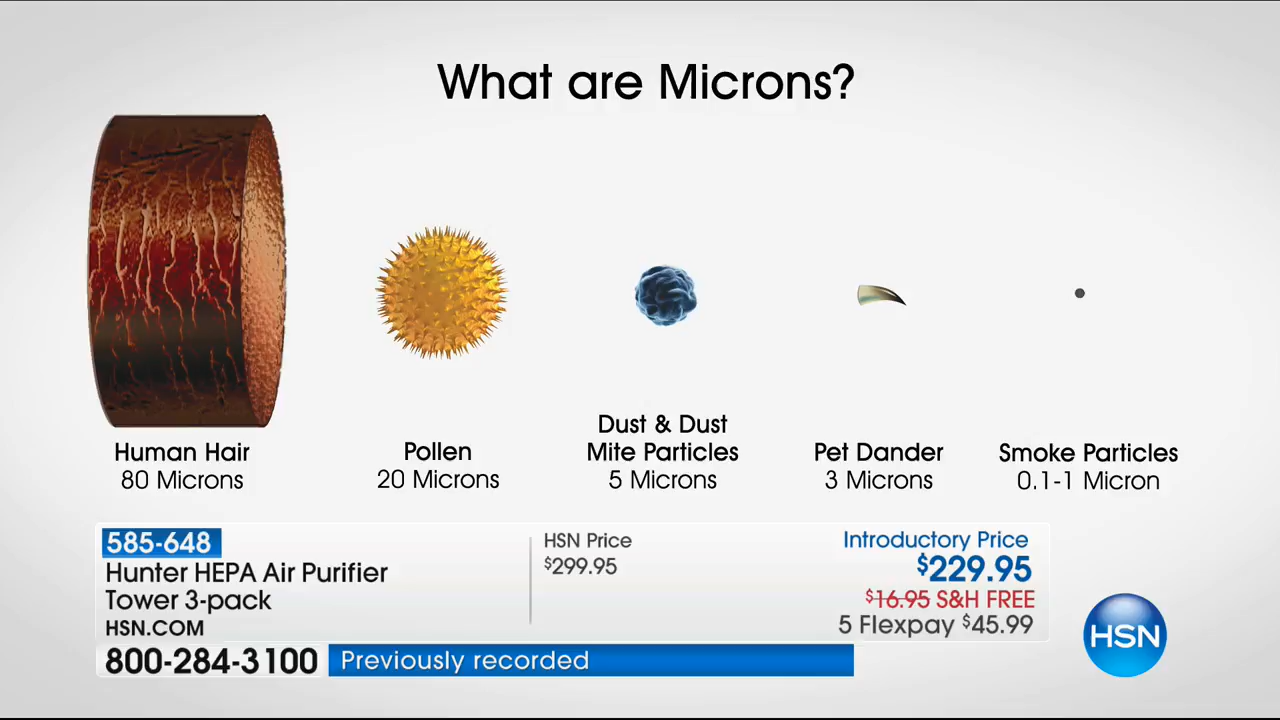 What are Microns?
Human Hair
80 Microns
Pollen
20 Microns
Dust & Dust
Mite Particles
5 Microns
Pet Dander
3 Microns
Smoke Particles
0.1-1 Micron
585-648
Hunter HEPA Air Purifier
Tower 3-pack
HSN.COM
HSN Price
$299.95
Introductory Price
$229.95
$16.95 S&H FREE
5 Flexpay $45.99
800-284-3100
Previously recorded
HSN